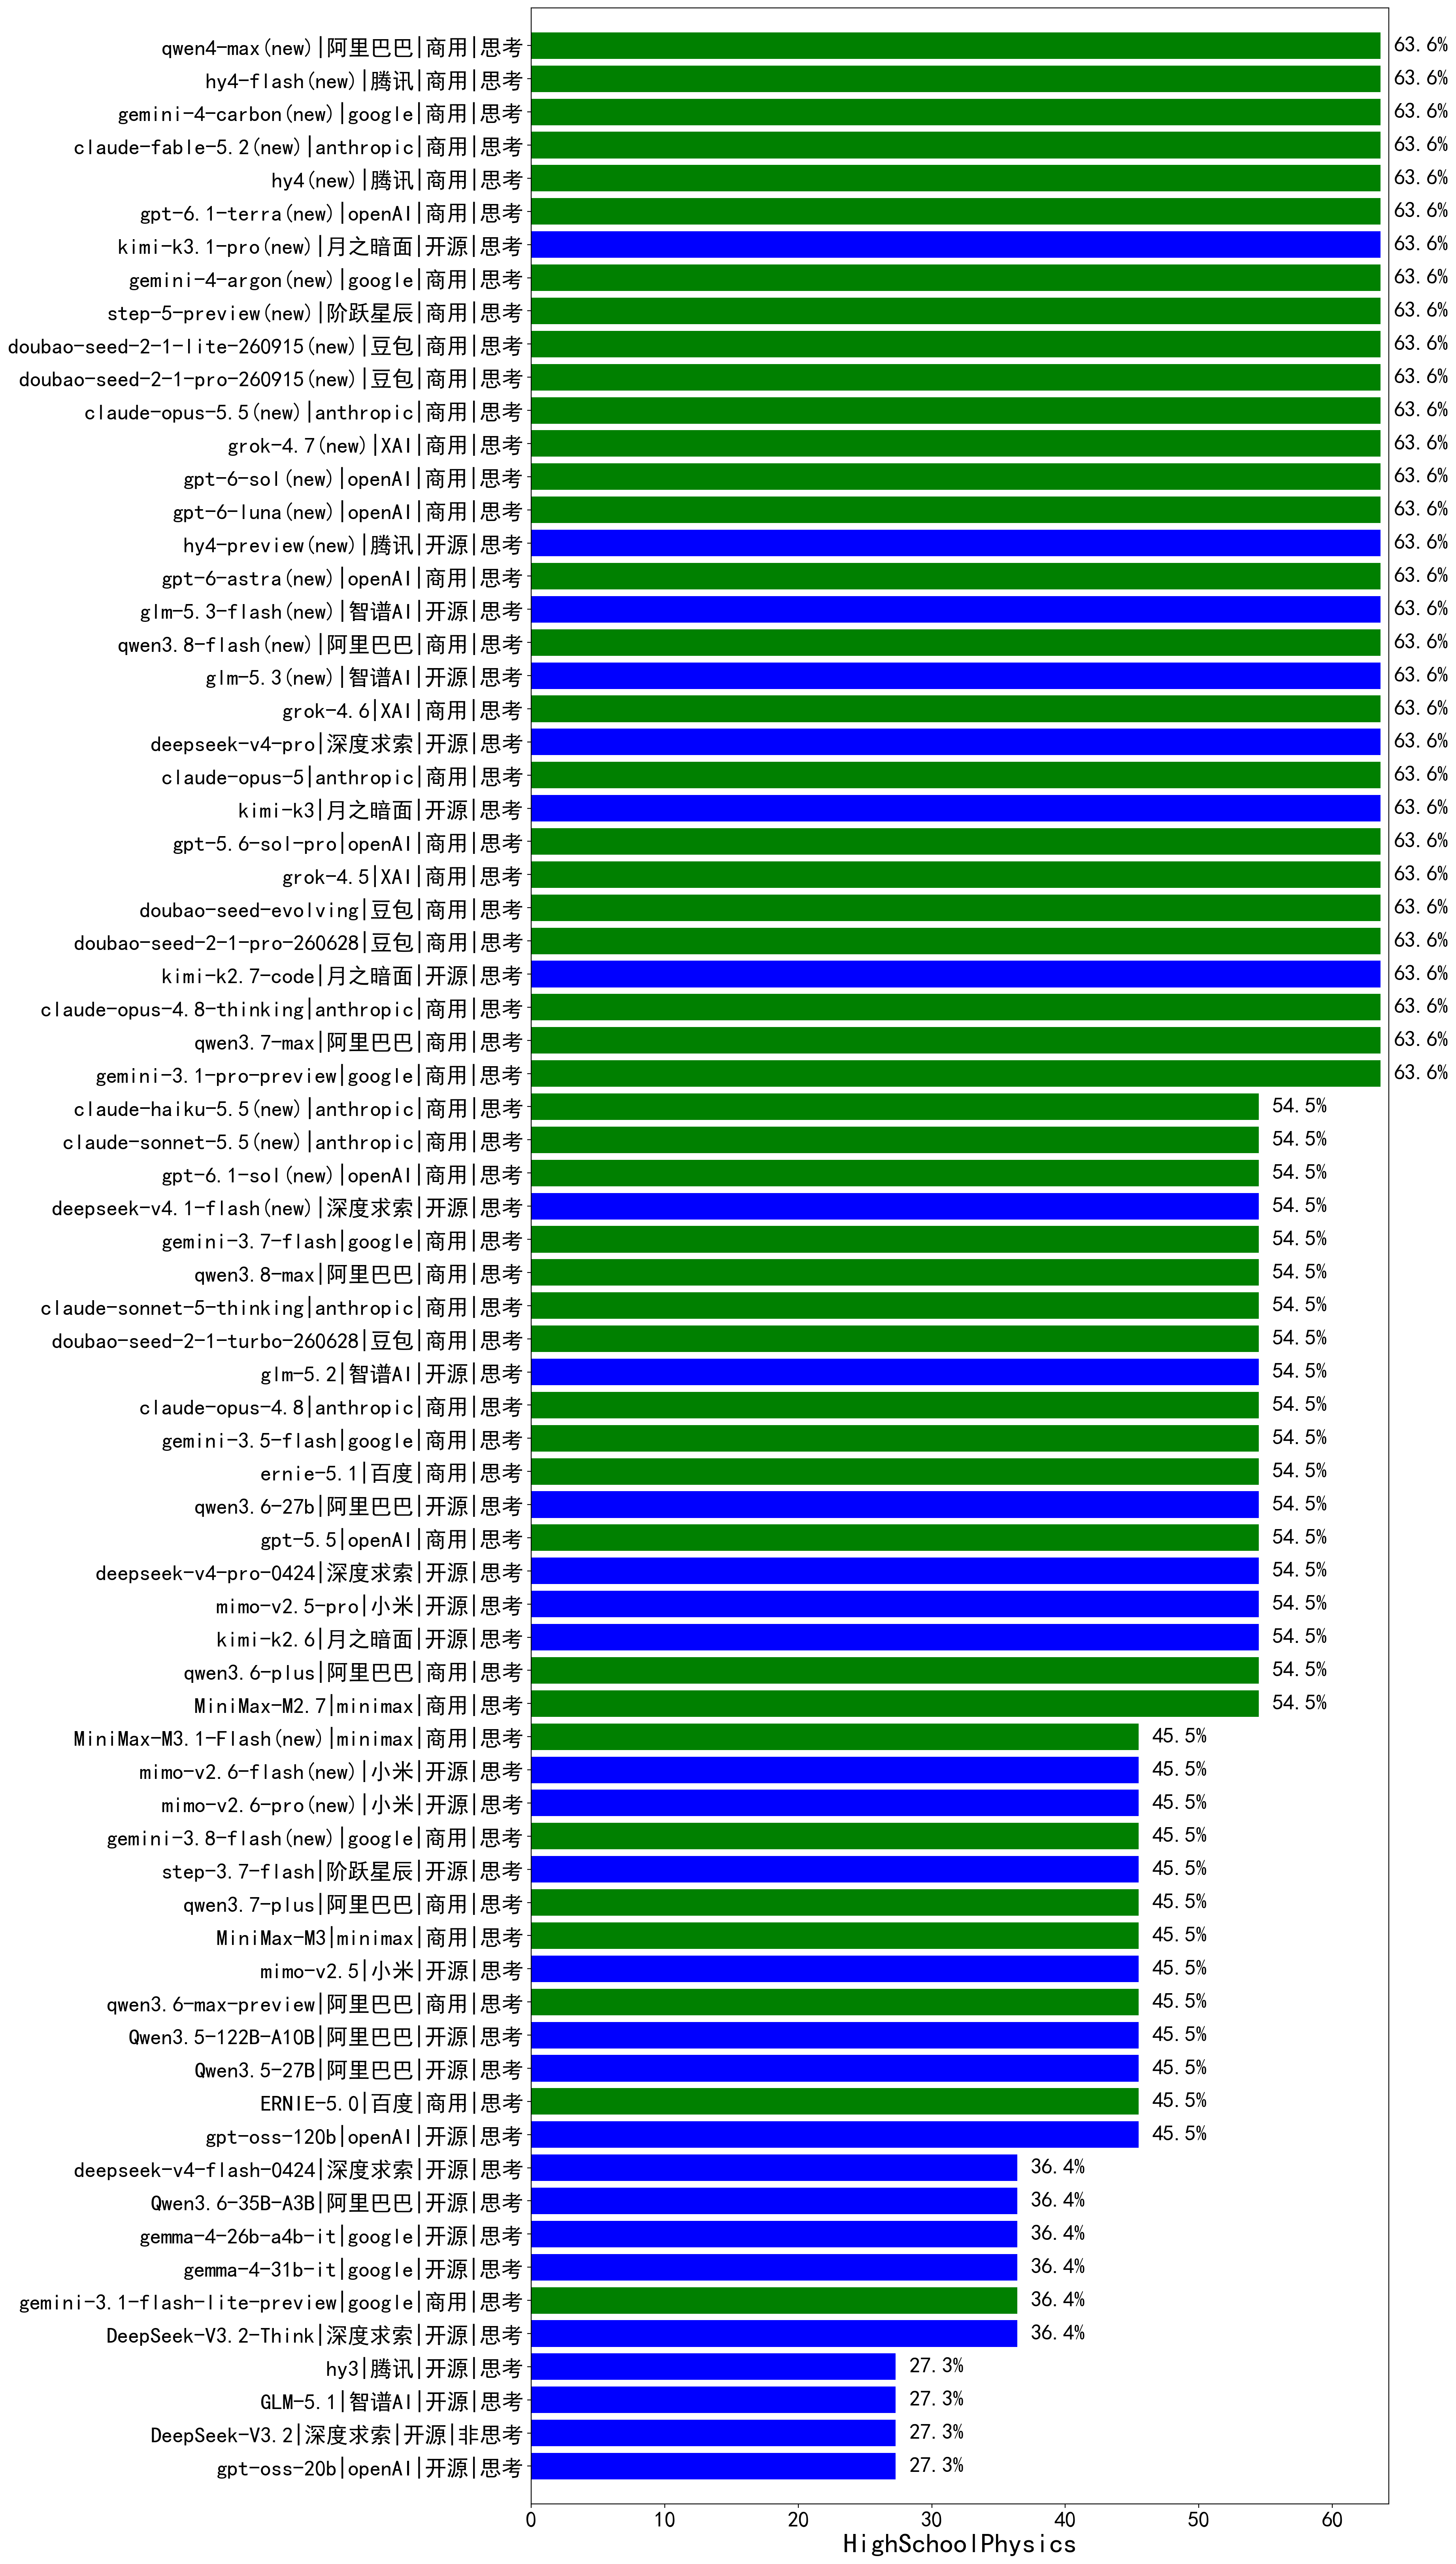 qwen4-max(new)|阿里巴巴|商用|思考 63.6%
hy4-flash(new)|腾讯|商用|思考 63.6%
gemini-4-carbon(new)|google|商用|思考 63.6%
claude-fable-5.2(new)|anthropic|商用|思考 63.6%
hy4(new)|腾讯|商用|思考 63.6%
gpt-6.1-terra(new)|openAI|商用|思考 63.6%
kimi-k3.1-pro(new)|月之暗面|开源|思考 63.6%
gemini-4-argon(new)|google|商用|思考 63.6%
step-5-preview(new)|阶跃星辰|商用|思考 63.6%
doubao-seed-2-1-lite-260915(new)|豆包|商用|思考 63.6%
doubao-seed-2-1-pro-260915(new)|豆包|商用|思考 63.6%
claude-opus-5.5(new)|anthropic|商用|思考 63.6%
grok-4.7(new)|XAI|商用|思考 63.6%
gpt-6-sol(new)|openAI|商用|思考 63.6%
gpt-6-luna(new)|openAI|商用|思考 63.6%
hy4-preview(new)|腾讯|开源|思考 63.6%
gpt-6-astra(new)|openAI|商用|思考 63.6%
glm-5.3-flash(new)|智谱AI|开源|思考 63.6%
qwen3.8-flash(new)|阿里巴巴|商用|思考 63.6%
glm-5.3(new)|智谱AI|开源|思考 63.6%
grok-4.6|XAI|商用|思考 63.6%
deepseek-v4-pro|深度求索|开源|思考 63.6%
claude-opus-5|anthropic|商用|思考 63.6%
kimi-k3|月之暗面|开源|思考 63.6%
gpt-5.6-sol-pro|openAI|商用|思考 63.6%
grok-4.5|XAI|商用|思考 63.6%
doubao-seed-evolving|豆包|商用|思考 63.6%
doubao-seed-2-1-pro-260628|豆包|商用|思考 63.6%
kimi-k2.7-code|月之暗面|开源|思考 63.6%
claude-opus-4.8-thinking|anthropic|商用|思考 63.6%
qwen3.7-max|阿里巴巴|商用|思考 63.6%
gemini-3.1-pro-preview|google|商用|思考 63.6%
claude-haiku-5.5(new)|anthropic|商用|思考 54.5%
claude-sonnet-5.5(new)|anthropic|商用|思考 54.5%
gpt-6.1-sol(new)|openAI|商用|思考 54.5%
deepseek-v4.1-flash(new)|深度求索|开源|思考 54.5%
gemini-3.7-flash|google|商用|思考 54.5%
qwen3.8-max|阿里巴巴|商用|思考 54.5%
claude-sonnet-5-thinking|anthropic|商用|思考 54.5%
doubao-seed-2-1-turbo-260628|豆包|商用|思考 54.5%
glm-5.2|智谱AI|开源|思考 54.5%
claude-opus-4.8|anthropic|商用|思考 54.5%
gemini-3.5-flash|google|商用|思考 54.5%
ernie-5.1|百度|商用|思考 54.5%
qwen3.6-27b|阿里巴巴|开源|思考 54.5%
gpt-5.5|openAI|商用|思考 54.5%
deepseek-v4-pro-0424|深度求索|开源|思考 54.5%
mimo-v2.5-pro|小米|开源|思考 54.5%
kimi-k2.6|月之暗面|开源|思考 54.5%
qwen3.6-plus|阿里巴巴|商用|思考 54.5%
MiniMax-M2.7|minimax|商用|思考 54.5%
MiniMax-M3.1-Flash(new)|minimax|商用|思考 45.5%
mimo-v2.6-flash(new)|小米|开源|思考 45.5%
mimo-v2.6-pro(new)|小米|开源|思考 45.5%
gemini-3.8-flash(new)|google|商用|思考 45.5%
step-3.7-flash|阶跃星辰|开源|思考 45.5%
qwen3.7-plus|阿里巴巴|商用|思考 45.5%
MiniMax-M3|minimax|商用|思考 45.5%
mimo-v2.5|小米|开源|思考 45.5%
qwen3.6-max-preview|阿里巴巴|商用|思考 45.5%
Qwen3.5-122B-A10B|阿里巴巴|开源|思考 45.5%
Qwen3.5-27B|阿里巴巴|开源|思考 45.5%
ERNIE-5.0|百度|商用|思考 45.5%
gpt-oss-120b|openAI|开源|思考 45.5%
deepseek-v4-flash-0424|深度求索|开源|思考 36.4%
Qwen3.6-35B-A3B|阿里巴巴|开源|思考 36.4%
gemma-4-26b-a4b-it|google|开源|思考 36.4%
gemma-4-31b-it|google|开源|思考 36.4%
gemini-3.1-flash-lite-preview|google|商用|思考 36.4%
DeepSeek-V3.2-Think|深度求索|开源|思考 36.4%
hy3|腾讯|开源|思考 27.3%
GLM-5.1|智谱AI|开源|思考 27.3%
DeepSeek-V3.2|深度求索|开源|非思考 27.3%
gpt-oss-20b|openAI|开源|思考 27.3%
0 10 20 30 40 50 60
HighSchoolPhysics